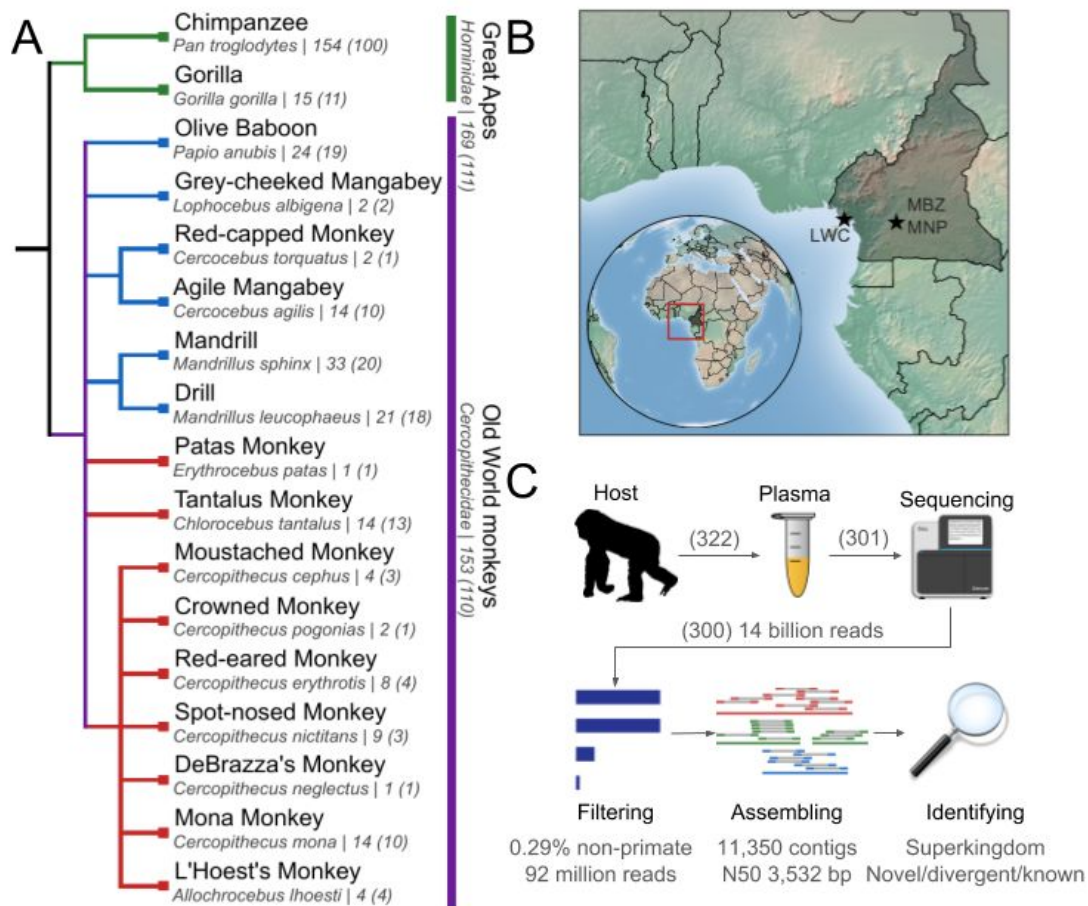 A
Chimpanzee
Pan troglodytes | 154 (100)
Gorilla
Gorilla gorilla | 15 (11)
Olive Baboon
Papio anubis | 24 (19)
Grey-cheeked Mangabey
Lophocebus albigena | 2 (2)
Red-capped Monkey
Cercocebus torquatus | 2 (1)
Agile Mangabey
Cercocebus agilis | 14 (10)
Mandrill
Mandrillus sphinx | 33 (20)
Drill
Mandrillus leucophaeus | 21 (18)
Patas Monkey
Erythrocebus patas | 1 (1)
Tantalus Monkey
Chlorocebus tantalus | 14 (13)
Moustached Monkey
Cercopithecus cephus | 4 (3)
Crowned Monkey
Cercopithecus pogonias | 2 (1)
Red-eared Monkey
Cercopithecus erythrotis | 8 (4)
Spot-nosed Monkey
Cercopithecus nictitans | 9 (3)
DeBrazza's Monkey
Cercopithecus neglectus | 1 (1)
Mona Monkey
Cercopithecus mona | 14 (10)
L'Hoest's Monkey
Allochrocebus lhoesti | 4 (4)
Great Apes
Hominidae | 169 (111)
Old World monkeys
Cercopithecidae | 153 (110)
B
LWC
MBZ
MNP
C
Host
Plasma
Sequencing
(322)
(301)
(300) 14 billion reads
Filtering
Assembling
Identifying
0.29% non-primate
11,350 contigs
Superkingdom
92 million reads
N50 3,532 bp
Novel/divergent/known